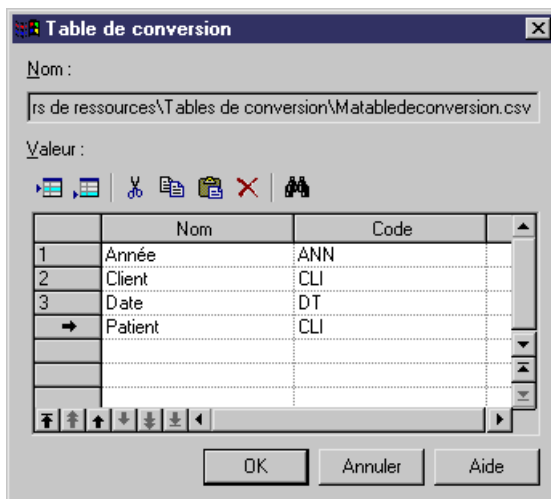 Table de conversion
Nom :
rs de ressources\Tables de conversion\Matabledeconversion.csv
Valeur :
Nom Code
1 Année ANN
2 Client CLI
3 Date DT
Patient CLI
OK Annuler Aide